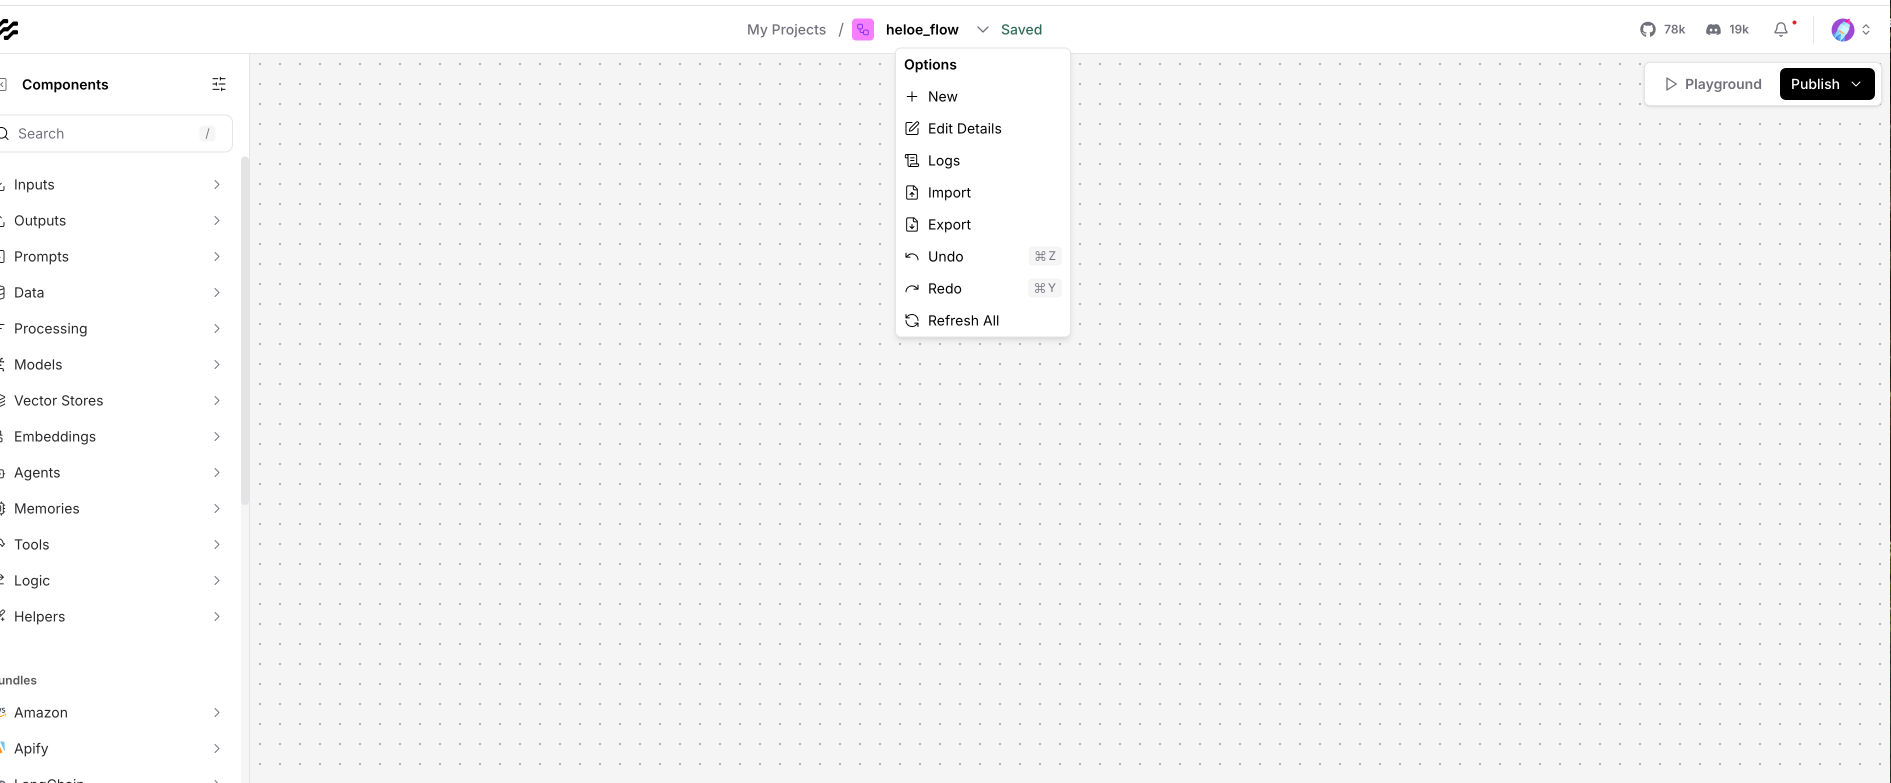 My Projects / heloe_flow Saved
78k 19k
Components
Search /
Inputs
Outputs
Prompts
Data
Processing
Models
Vector Stores
Embeddings
Agents
Memories
Tools
Logic
Helpers
undles
Amazon
Apify
LangChain
Options
New
Edit Details
Logs
Import
Export
Undo ⌘ Z
Redo ⌘ Y
Refresh All
Playground
Publish